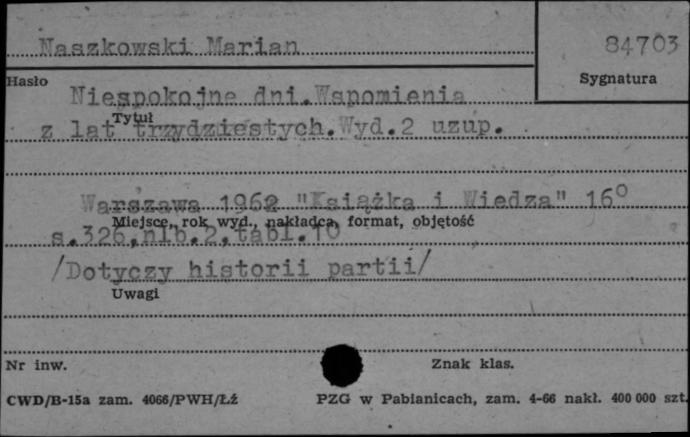 Naszkowski Marian
84703
Hasło
Sygnatura
Niespokojne dni. Wspomienia
Tytuł
z lat trzydziestych. Wyd.2 uzup.
Warszawa 1962 "Książka i Wiedza" 16°
Miejsce, rok wyd., nakładca, format, objętość
s.326, nlb.2, tabl.10
/Dotyczy historii partii/
Uwagi
Nr inw.
Znak klas.
CWD/B-15a zam. 4066/PWH/Łź
PZG w Pabianicach, zam. 4-66 nakł. 400 000 szt.